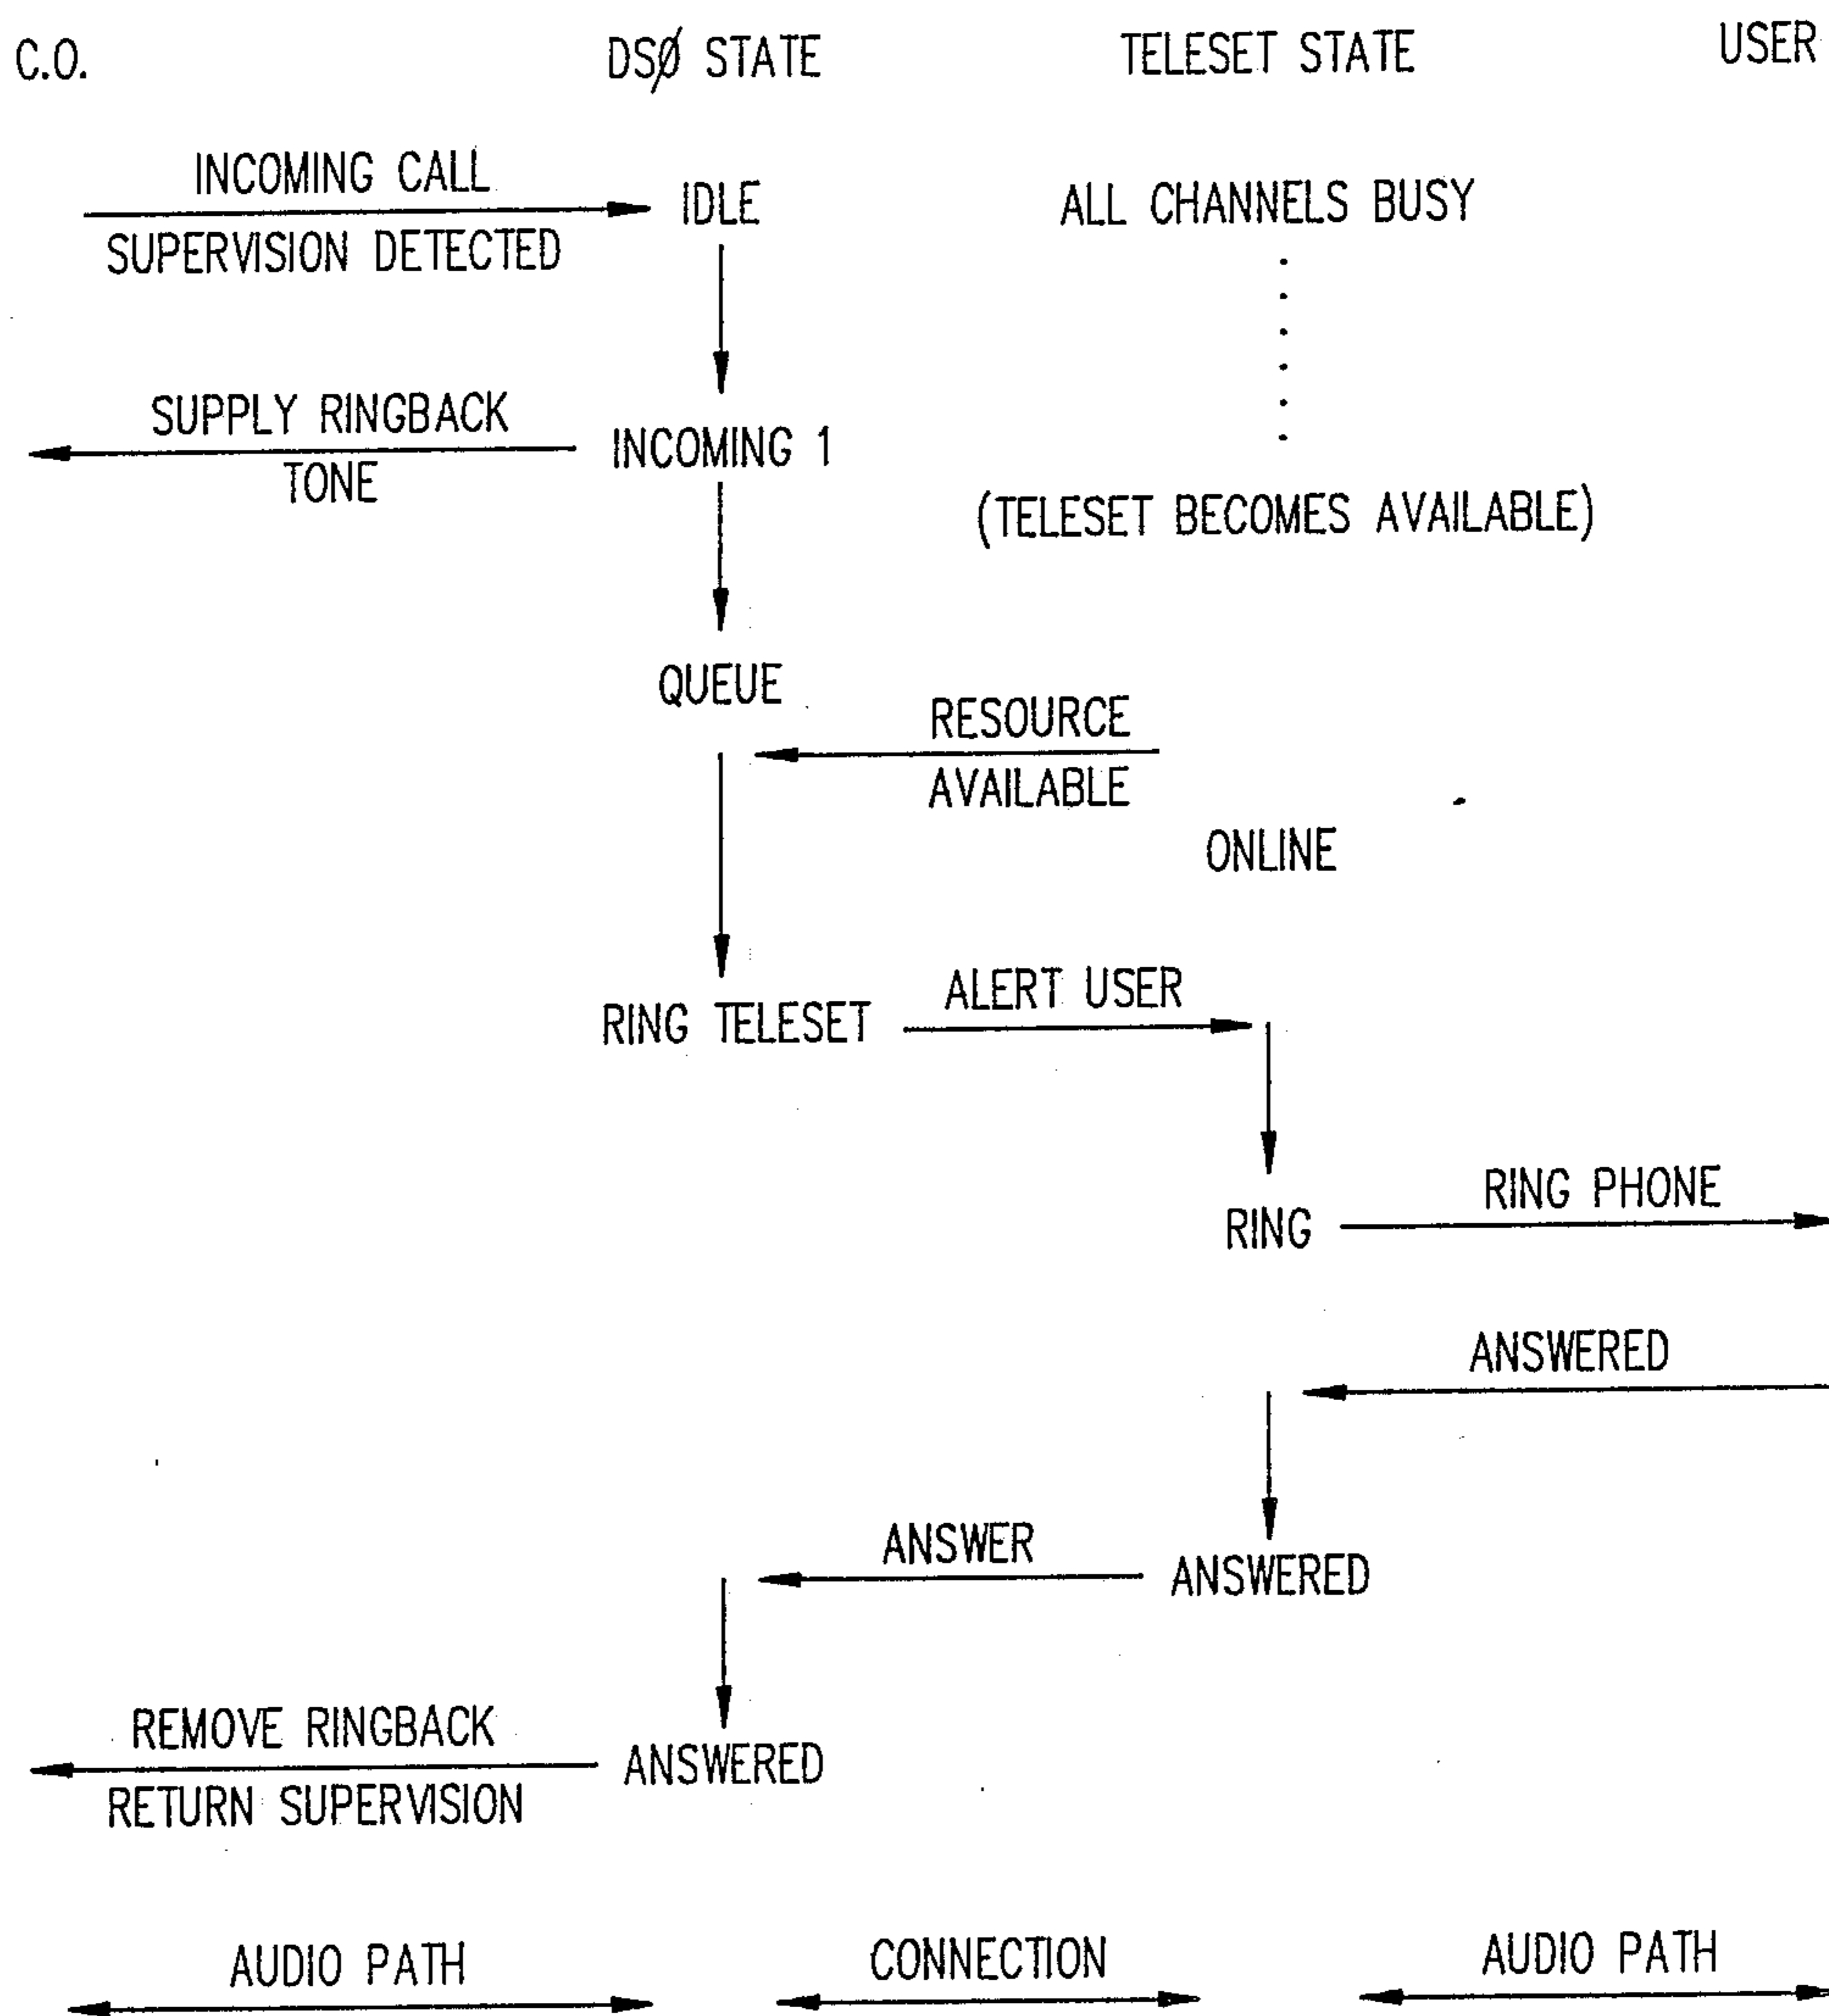 C.O.
DSØ STATE
TELESET STATE
USER
INCOMING CALL
SUPERVISION DETECTED
IDLE
ALL CHANNELS BUSY
SUPPLY RINGBACK
TONE
INCOMING 1
(TELESET BECOMES AVAILABLE)
QUEUE
RESOURCE
AVAILABLE
ONLINE
RING TELESET
ALERT USER
RING
RING PHONE
ANSWERED
ANSWER
ANSWERED
REMOVE RINGBACK
RETURN SUPERVISION
ANSWERED
AUDIO PATH
CONNECTION
AUDIO PATH